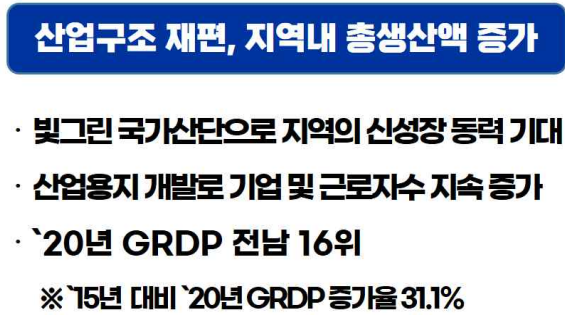 산업구조 재편, 지역내 총생산액 증가
· 빛그린 국가산단으로 지역의 신성장 동력 기대
· 산업용지 개발로 기업 및 근로자수 지속 증가
· `20년 GRDP 전남 16위
※ `15년 대비 `20년 GRDP 증가율 31.1%